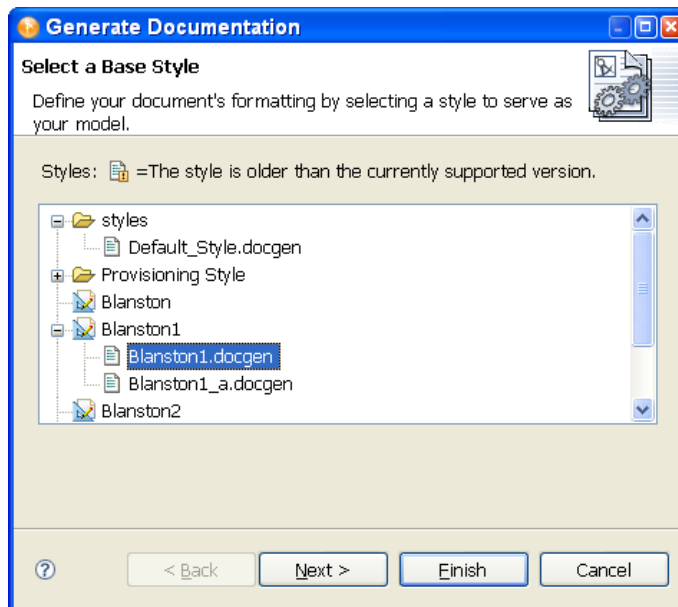 Generate Documentation
Select a Base Style
Define your document's formatting by selecting a style to serve as
your model.
Styles: =The style is older than the currently supported version.
styles
Default_Style.docgen
Provisioning Style
Blanston
Blanston1
Blanston1.docgen
Blanston1_a.docgen
Blanston2
< Back
Next >
Finish
Cancel